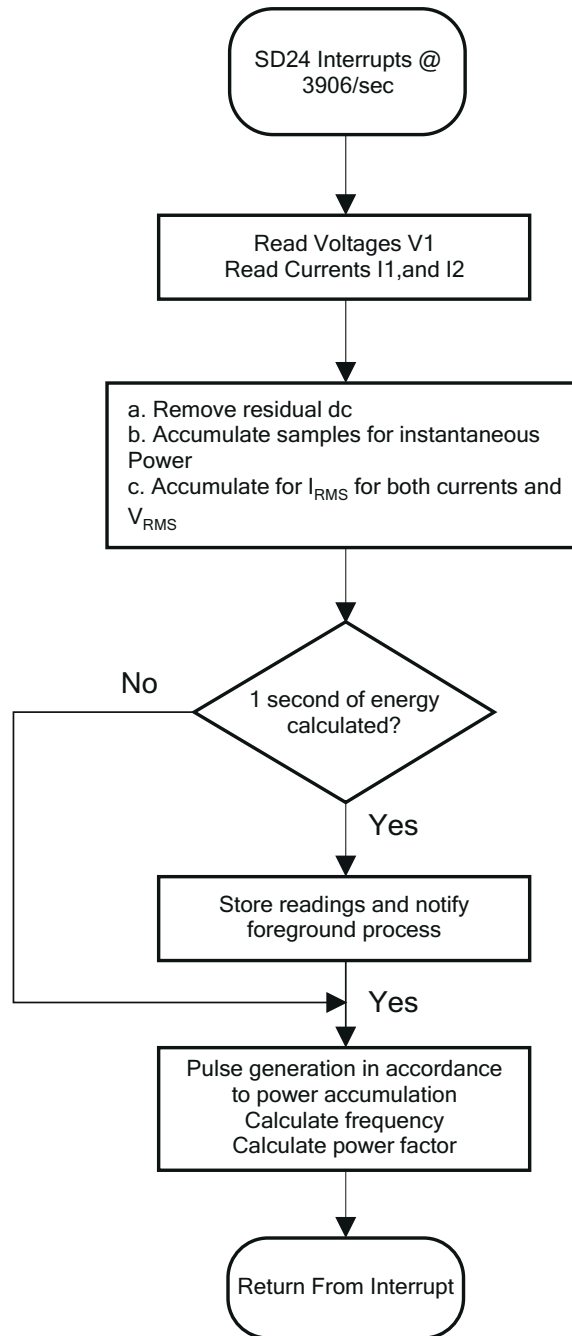 SD24 Interrupts @
3906/sec
Read Voltages V1
Read Currents I1,and I2
a. Remove residual dc
b. Accumulate samples for instantaneous
Power
c. Accumulate for IRMS for both currents and
VRMS
No
1 second of energy
calculated?
Yes
Store readings and notify
foreground process
Yes
Pulse generation in accordance
to power accumulation
Calculate frequency
Calculate power factor
Return From Interrupt